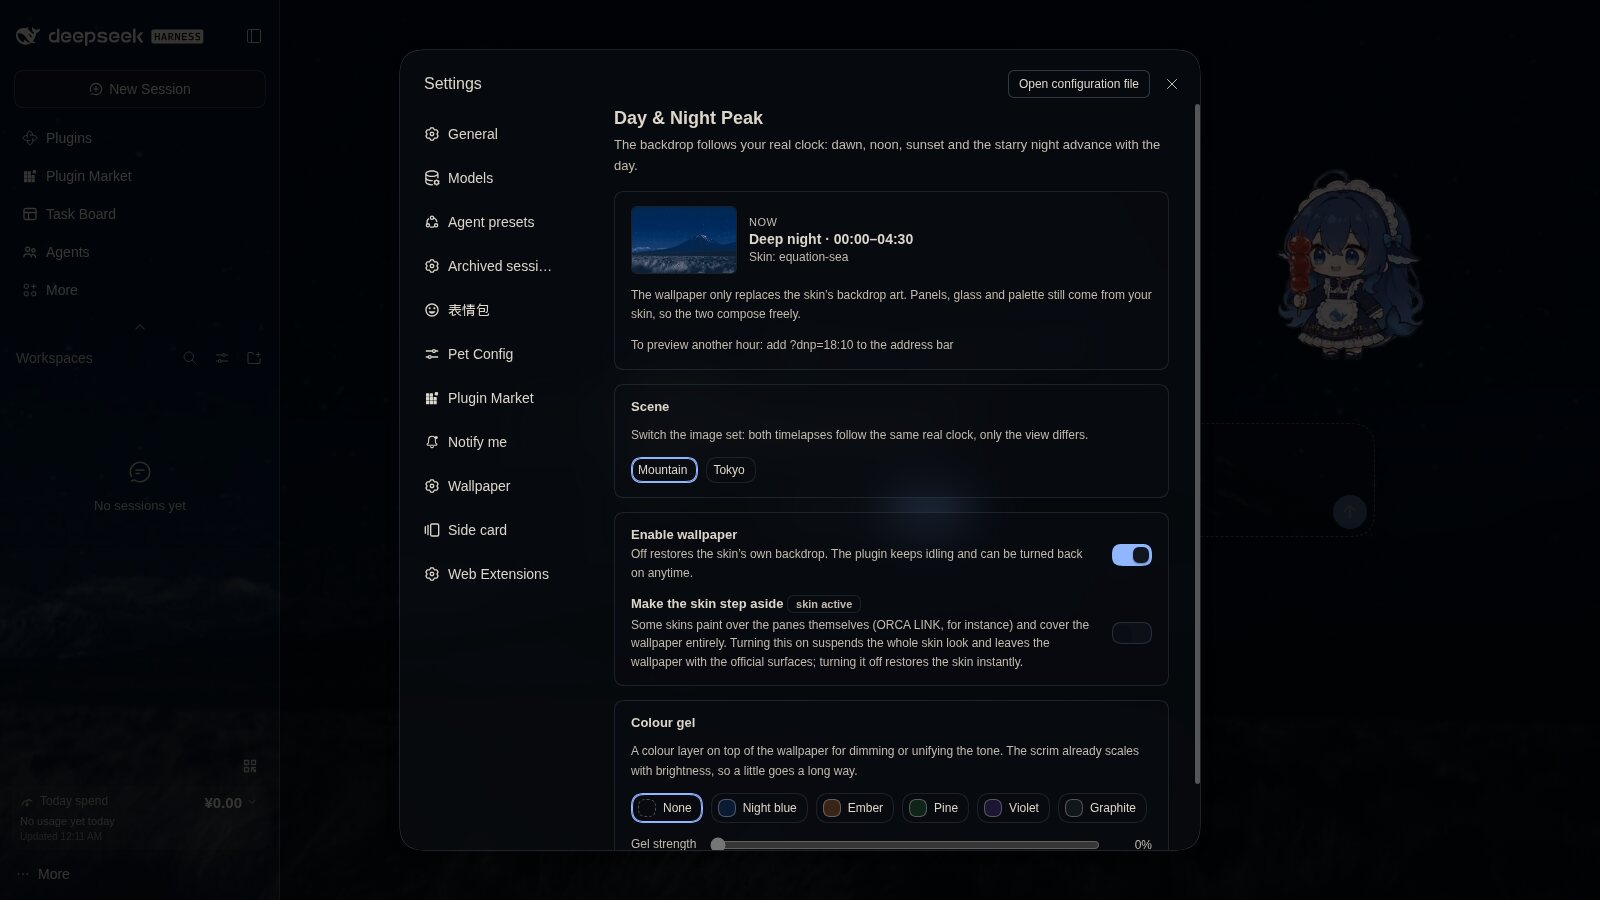 deepseek HARNESS
New Session
Plugins
Plugin Market
Task Board
Agents
More
Workspaces
No sessions yet
Today spend
¥0.00
No usage yet today
Updated 12:11 AM
More
Settings
Open configuration file
General
Models
Agent presets
Archived sessi…
表情包
Pet Config
Plugin Market
Notify me
Wallpaper
Side card
Web Extensions
Day & Night Peak
The backdrop follows your real clock: dawn, noon, sunset and the starry night advance with the
day.
NOW
Deep night · 00:00–04:30
Skin: equation-sea
The wallpaper only replaces the skin's backdrop art. Panels, glass and palette still come from your
skin, so the two compose freely.
To preview another hour: add ?dnp=18:10 to the address bar
Scene
Switch the image set: both timelapses follow the same real clock, only the view differs.
Mountain
Tokyo
Enable wallpaper
Off restores the skin's own backdrop. The plugin keeps idling and can be turned back
on anytime.
Make the skin step aside skin active
Some skins paint over the panes themselves (ORCA LINK, for instance) and cover the
wallpaper entirely. Turning this on suspends the whole skin look and leaves the
wallpaper with the official surfaces; turning it off restores the skin instantly.
Colour gel
A colour layer on top of the wallpaper for dimming or unifying the tone. The scrim already scales
with brightness, so a little goes a long way.
None
Night blue
Ember
Pine
Violet
Graphite
Gel strength
0%